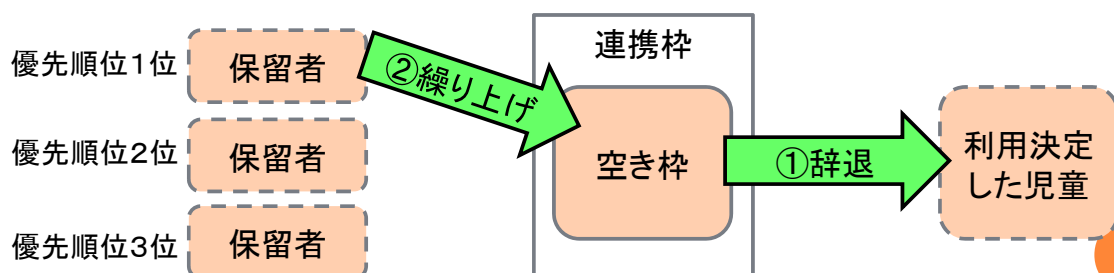 優先順位1位
保留者
②繰り上げ
連携枠
優先順位2位
保留者
空き枠
①辞退
利用決定
した児童
優先順位3位
保留者